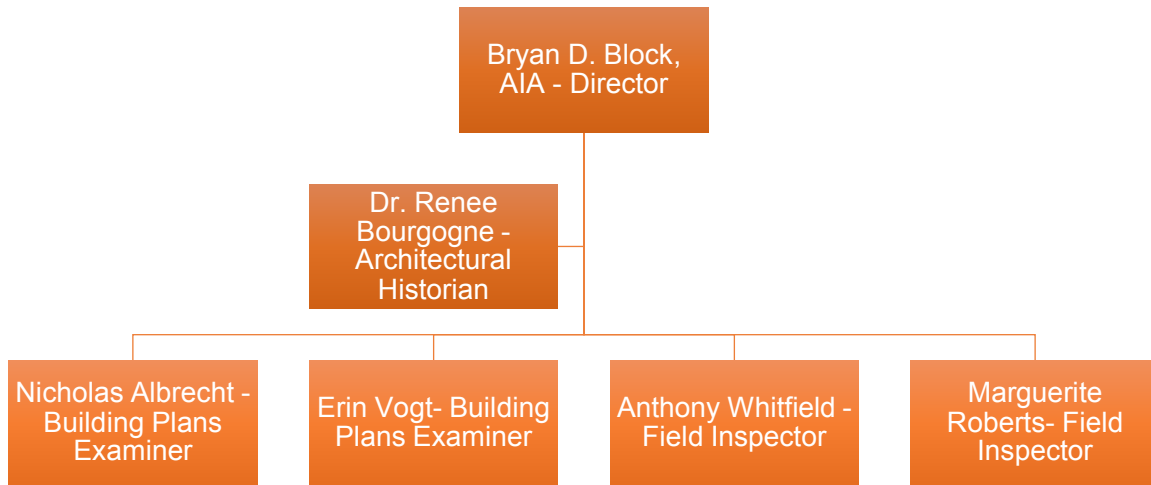 Bryan D. Block,
AIA - Director
Dr. Renee
Bourgogne -
Architectural
Historian
Nicholas Albrecht -
Building Plans
Examiner
Erin Vogt- Building
Plans Examiner
Anthony Whitfield -
Field Inspector
Marguerite
Roberts- Field
Inspector